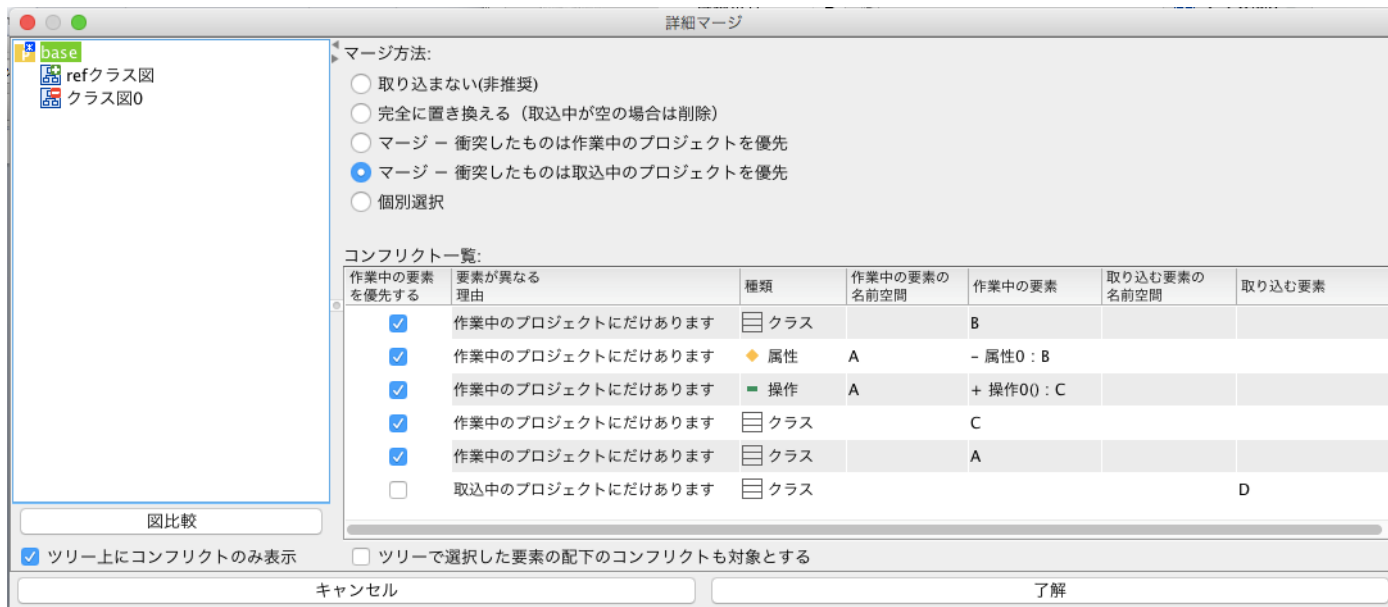 詳細マージ
base
refクラス図
クラス図0
図比較
ツリー上にコンフリクトのみ表示
マージ方法:
取り込まない(非推奨)
完全に置き換える（取込中が空の場合は削除）
マージ − 衝突したものは作業中のプロジェクトを優先
マージ − 衝突したものは取込中のプロジェクトを優先
個別選択
コンフリクト一覧:
作業中の要素を優先する 要素が異なる理由 種類 作業中の要素の名前空間 作業中の要素 取り込む要素の名前空間 取り込む要素
作業中のプロジェクトにだけあります クラス B
作業中のプロジェクトにだけあります 属性 A − 属性0 : B
作業中のプロジェクトにだけあります 操作 A + 操作0() : C
作業中のプロジェクトにだけあります クラス C
作業中のプロジェクトにだけあります クラス A
取込中のプロジェクトにだけあります クラス D
ツリーで選択した要素の配下のコンフリクトも対象とする
キャンセル
了解